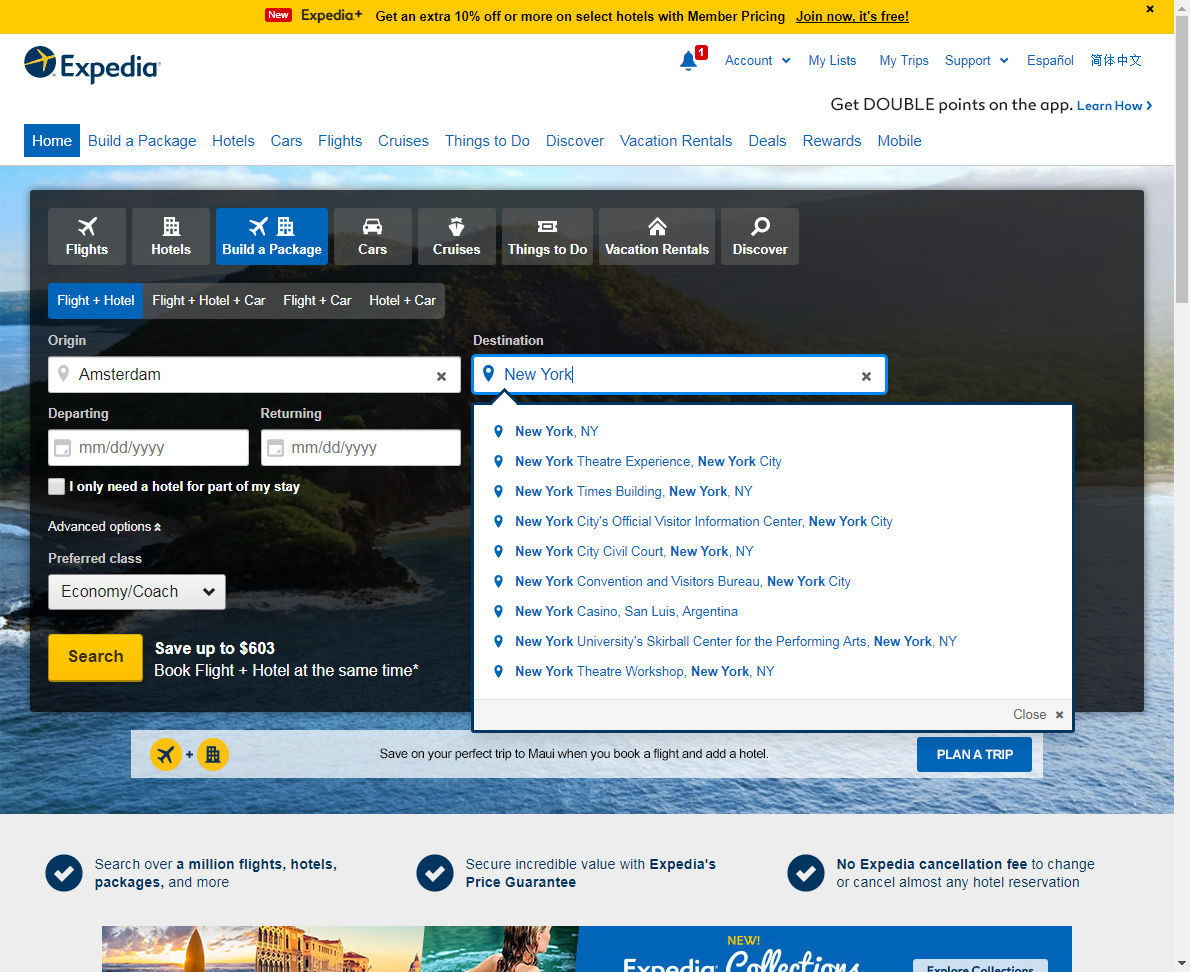 New Expedia+ Get an extra 10% off or more on select hotels with Member Pricing Join now, it's free!
Expedia
1
Account My Lists My Trips Support Español 简体中文
Get DOUBLE points on the app. Learn How
Home Build a Package Hotels Cars Flights Cruises Things to Do Discover Vacation Rentals Deals Rewards Mobile
Flights Hotels Build a Package Cars Cruises Things to Do Vacation Rentals Discover
Flight + Hotel Flight + Hotel + Car Flight + Car Hotel + Car
Origin Destination
Amsterdam New York
Departing Returning
mm/dd/yyyy mm/dd/yyyy
I only need a hotel for part of my stay
Advanced options
Preferred class
Economy/Coach
Search
Save up to $603
Book Flight + Hotel at the same time*
New York, NY
New York Theatre Experience, New York City
New York Times Building, New York, NY
New York City's Official Visitor Information Center, New York City
New York City Civil Court, New York, NY
New York Convention and Visitors Bureau, New York City
New York Casino, San Luis, Argentina
New York University's Skirball Center for the Performing Arts, New York, NY
New York Theatre Workshop, New York, NY
Close
+ Save on your perfect trip to Maui when you book a flight and add a hotel. PLAN A TRIP
Search over a million flights, hotels,
packages, and more
Secure incredible value with Expedia's
Price Guarantee
No Expedia cancellation fee to change
or cancel almost any hotel reservation
NEW!
Expedia Collections
Explore Collections